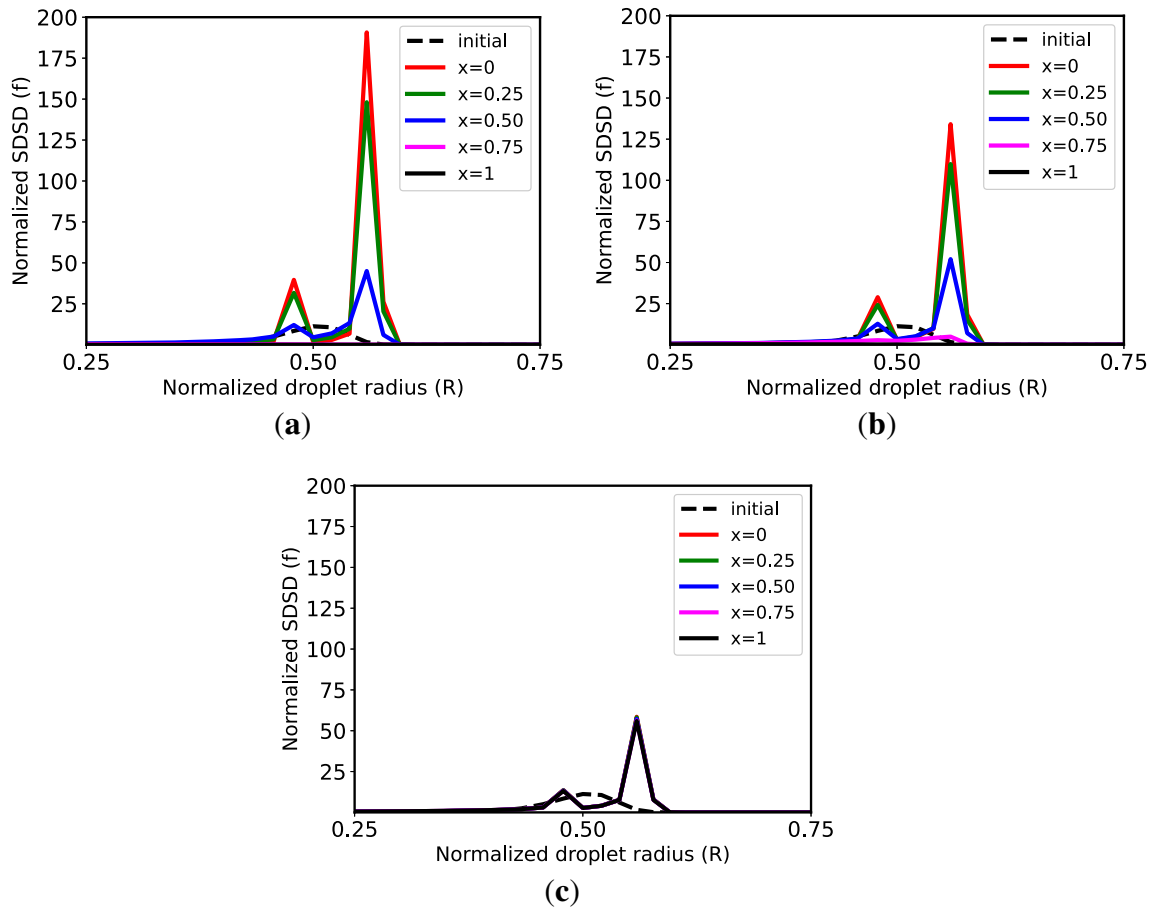 200
175
150
125
100
75
50
25
0.25
0.50
0.75
Normalized SDSD (f)
Normalized droplet radius (R)
initial
x=0
x=0.25
x=0.50
x=0.75
x=1
(a)
200
175
150
125
100
75
50
25
0.25
0.50
0.75
Normalized SDSD (f)
Normalized droplet radius (R)
initial
x=0
x=0.25
x=0.50
x=0.75
x=1
(b)
200
175
150
125
100
75
50
25
0.25
0.50
0.75
Normalized SDSD (f)
Normalized droplet radius (R)
initial
x=0
x=0.25
x=0.50
x=0.75
x=1
(c)